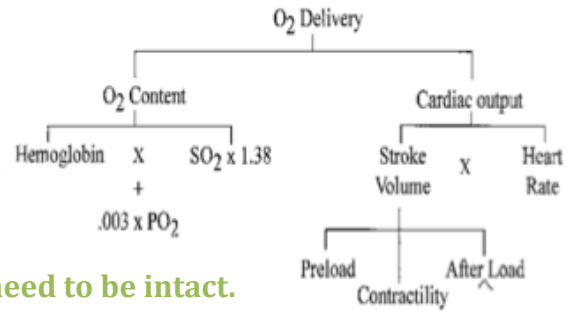 O2 Delivery
O2 Content
Cardiac output
Hemoglobin X SO2 x 1.38
+
.003 x PO2
Stroke Volume X Heart Rate
Preload
Contractility
After Load
need to be intact.